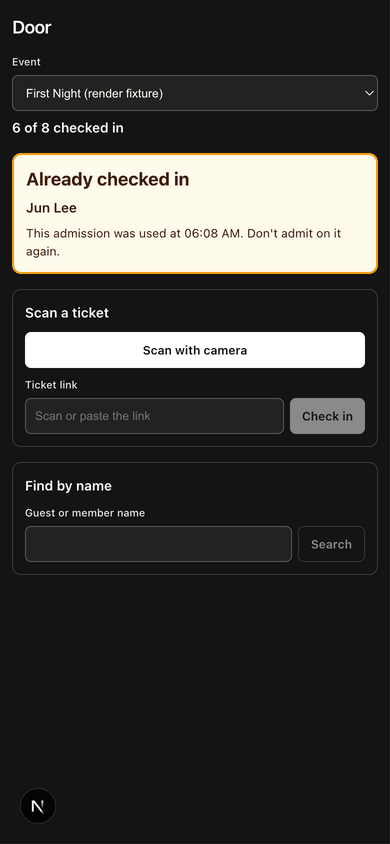 Door
Event
First Night (render fixture)
6 of 8 checked in
Already checked in
Jun Lee
This admission was used at 06:08 AM. Don't admit on it
again.
Scan a ticket
Scan with camera
Ticket link
Scan or paste the link
Check in
Find by name
Guest or member name
Search
N